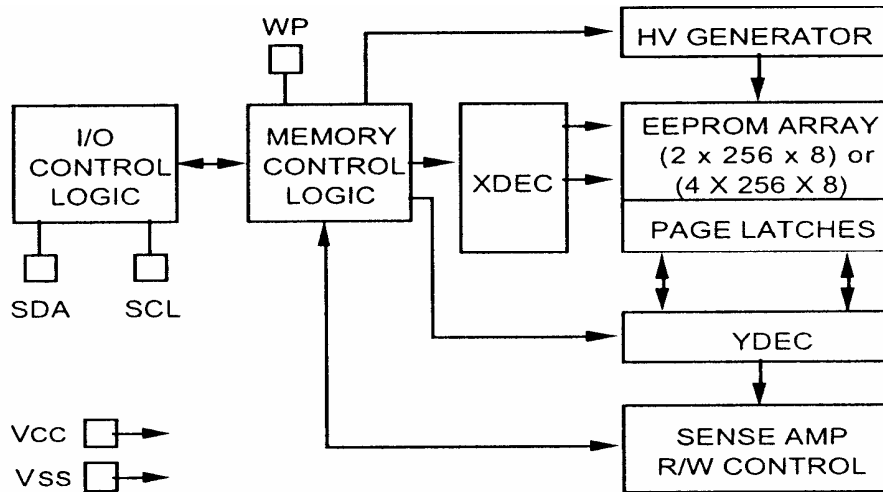 WP
HV GENERATOR
I/O
CONTROL
LOGIC
MEMORY
CONTROL
LOGIC
XDEC
EEPROM ARRAY
(2 x 256 x 8) or
(4 X 256 X 8)
PAGE LATCHES
SDA
SCL
YDEC
SENSE AMP
R/W CONTROL
Vcc
Vss